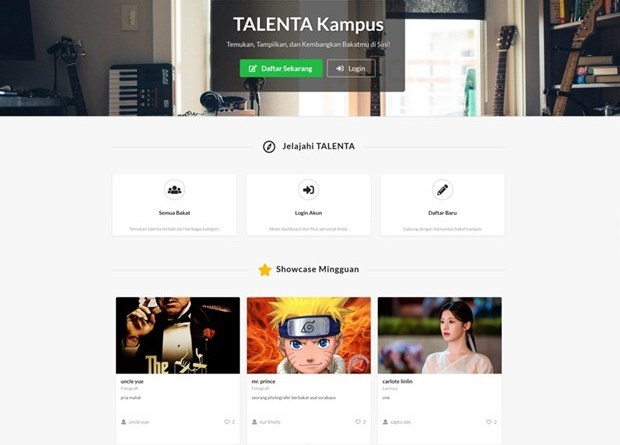 TALENTA Kampus
Temukan, Tampilkan, dan Kembangkan Bakatmu di Sini!
Daftar Sekarang
Login
Jelajahi TALENTA
Semua Bakat
Login Akun
Daftar Baru
Temukan talenta terbaik dari berbagai kategori.
Akses dashboard dan fitur personal Anda.
Gabung dengan komunitas bakat kampus.
Showcase Mingguan
The
uncle yue
mr. prince
carlote linlin
Fotografi
Fotografi
Lainnya
pria mahal
seorang photografer berbakat asal surabaya
one
uncle yue
2
nur kholis
2
sapto ady
2